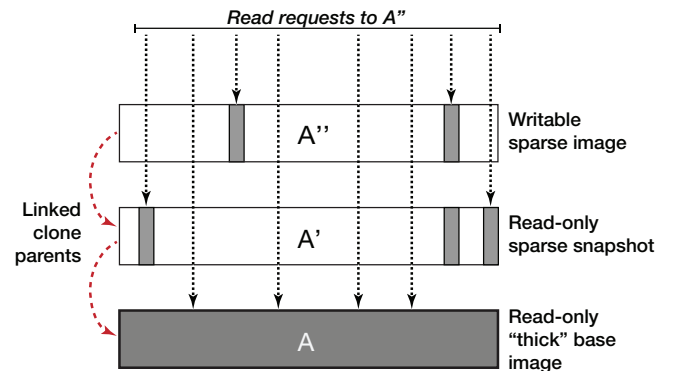 Read requests to A"
A''
Writable
sparse image
Linked
clone
parents
A'
Read-only
sparse snapshot
A
Read-only
“thick” base
image